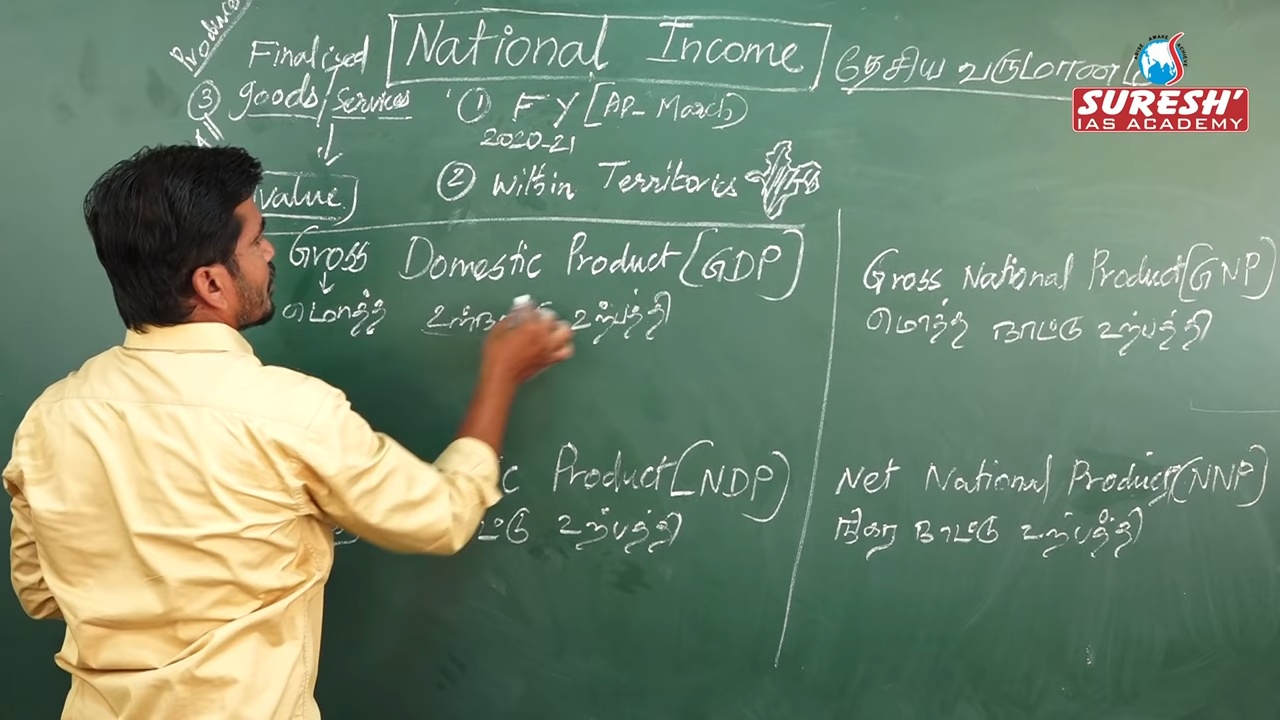 National Income
தேசிய வருமானம்
Finalised
③ goods/Services
value
① FY [AP-March)
2020-21
② Within Territories
Gross Domestic Product (GDP)
மொத்த உற்பத்தி
Gross National Product (GNP)
மொத்த நாட்டு உற்பத்தி
Product (NDP)
உற்பத்தி
Net National Product (NNP)
நிகர நாட்டு உற்பத்தி
SURESH'
IAS ACADEMY